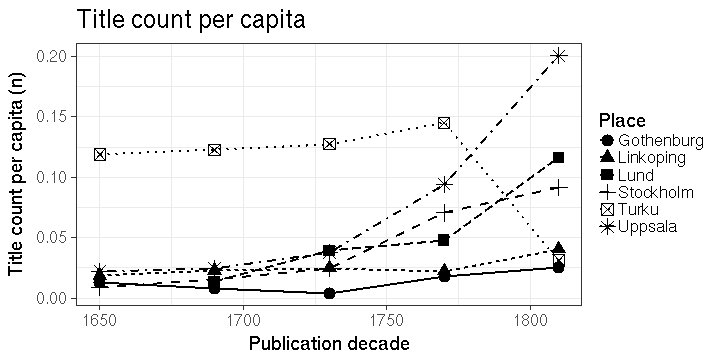 Title count per capita
Title count per capita (n)
0.20
0.15
0.10
0.05
0.00
1650
1700
1750
1800
Publication decade
Place
Gothenburg
Linkoping
Lund
Stockholm
Turku
Uppsala